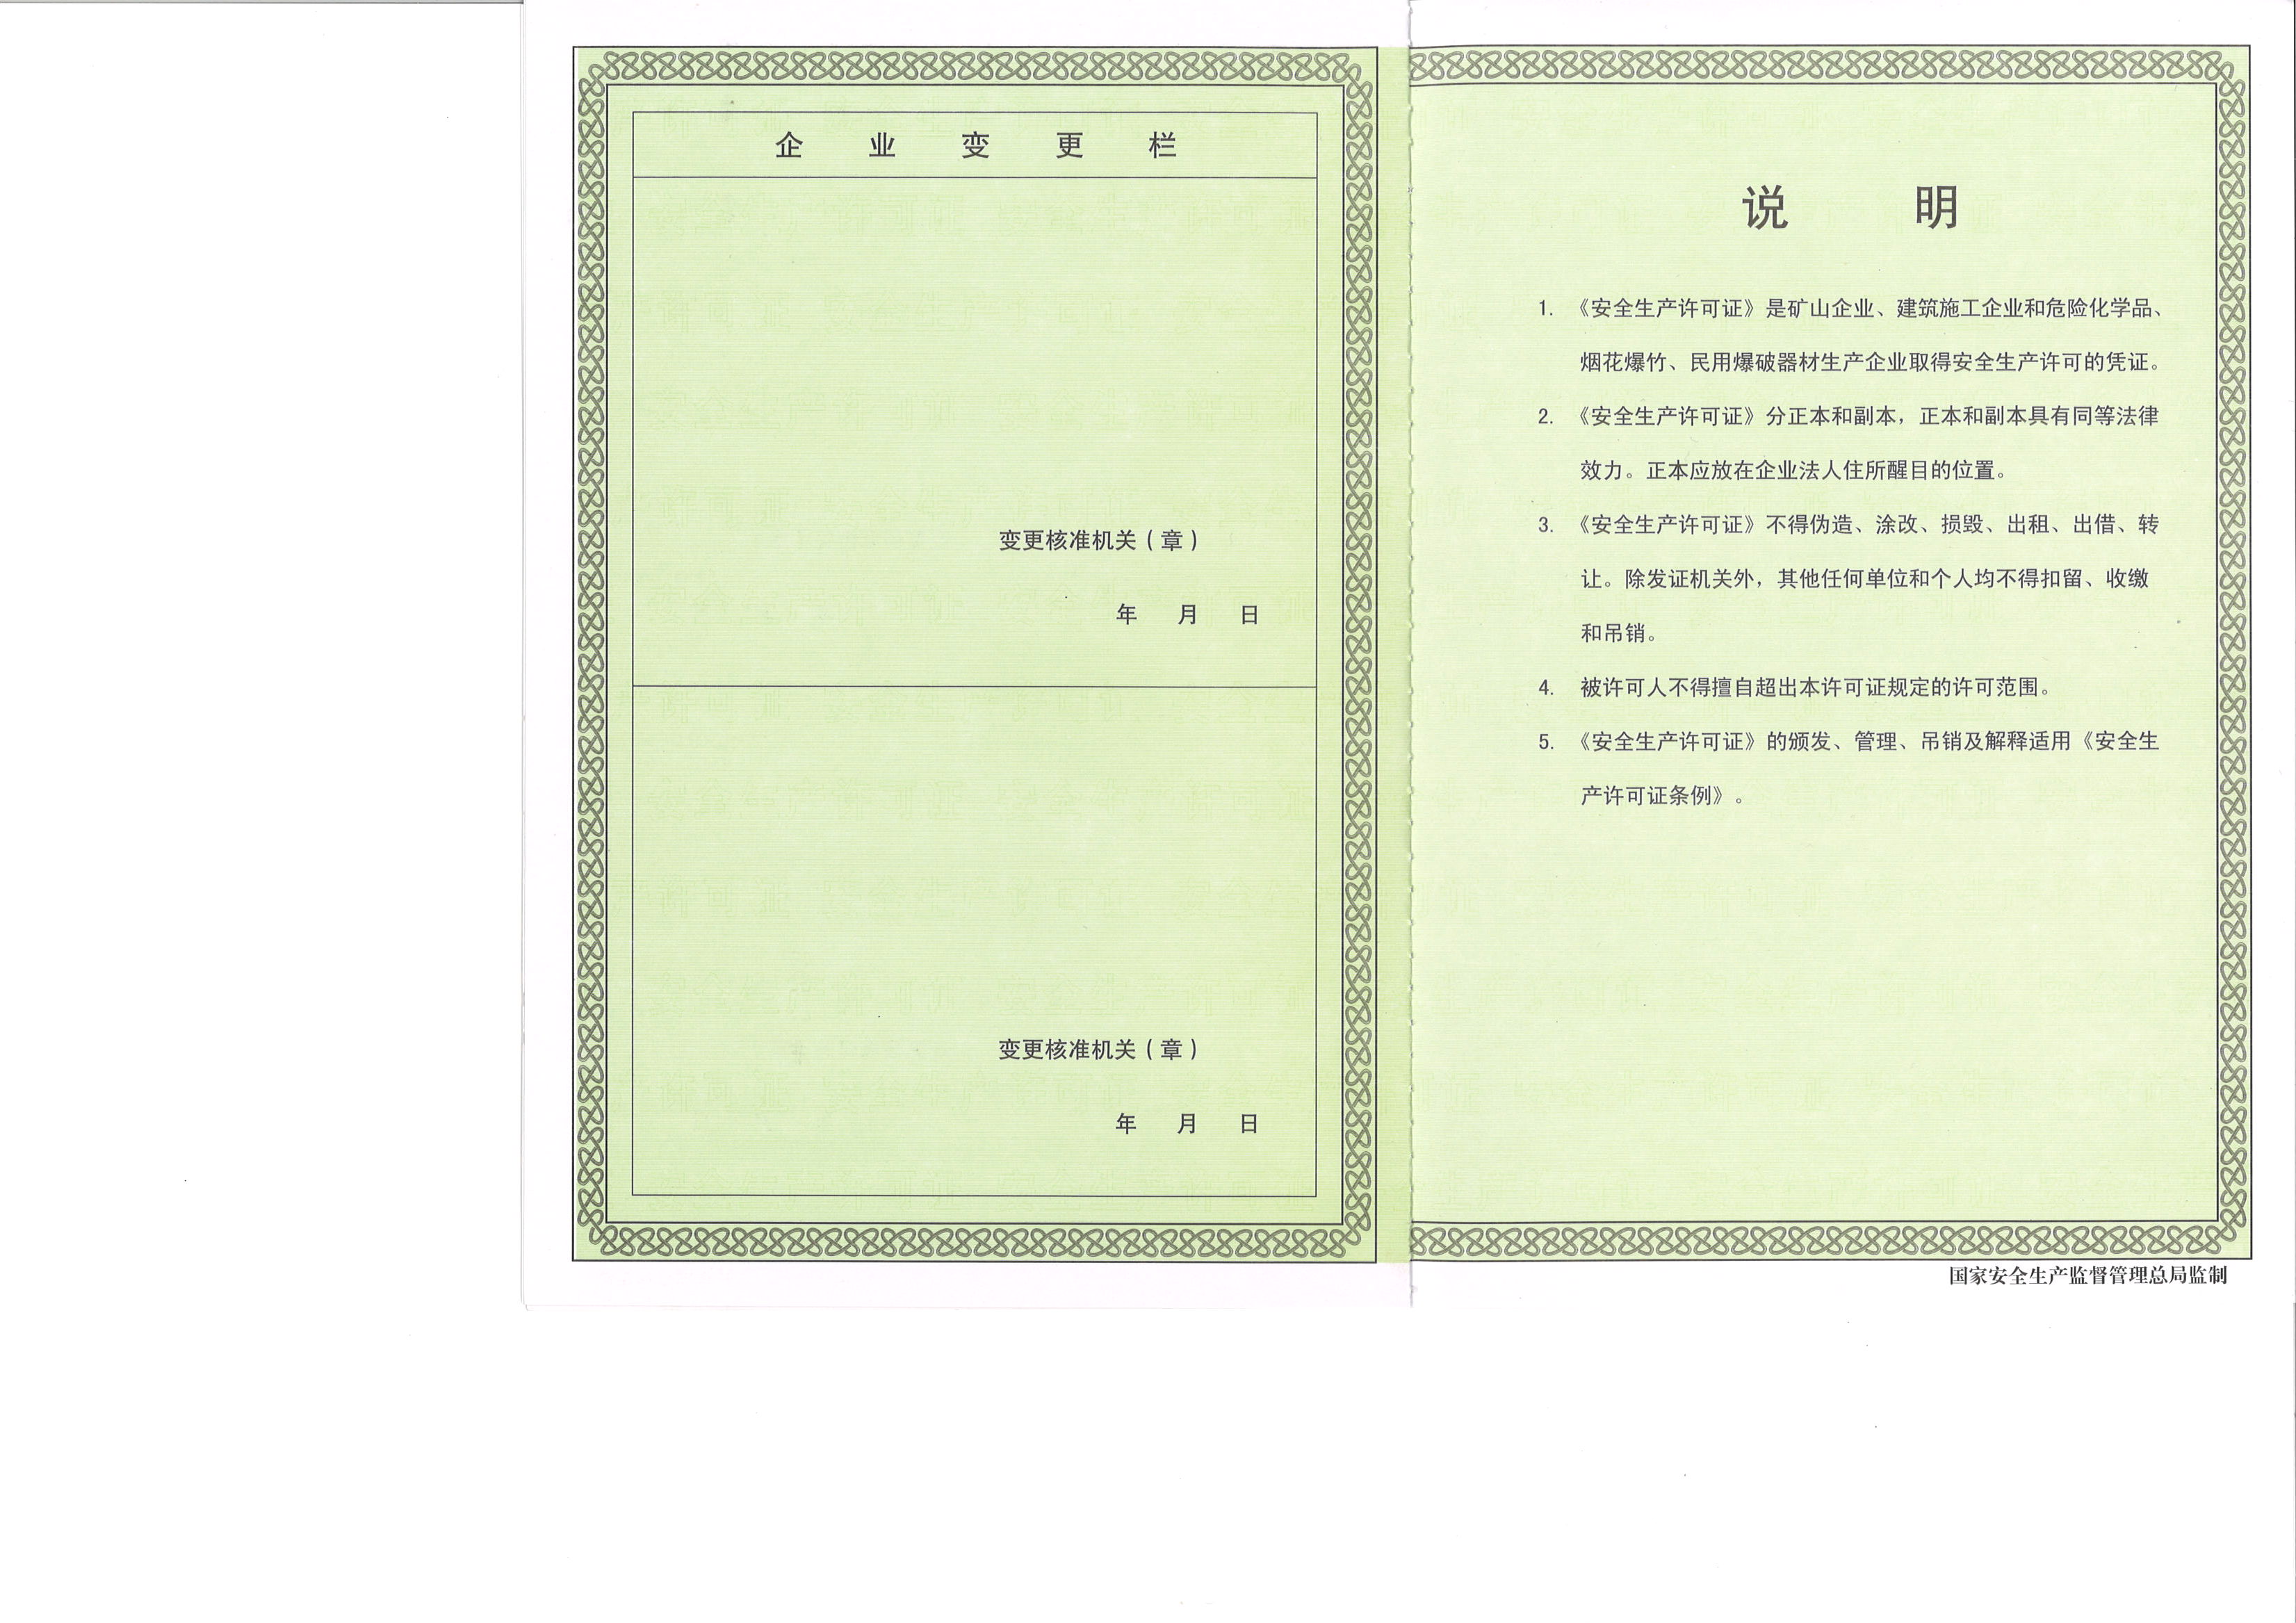 企业变更栏
变更核准机关（章）
年 月 日
变更核准机关（章）
年 月 日
说 明
1. 《安全生产许可证》是矿山企业、建筑施工企业和危险化学品、
烟花爆竹、民用爆破器材生产企业取得安全生产许可的凭证。
2. 《安全生产许可证》分正本和副本，正本和副本具有同等法律
效力。正本应放在企业法人住所醒目的位置。
3. 《安全生产许可证》不得伪造、涂改、损毁、出租、出借、转
让。除发证机关外，其他任何单位和个人均不得扣留、收缴
和吊销。
4. 被许可人不得擅自超出本许可证规定的许可范围。
5. 《安全生产许可证》的颁发、管理、吊销及解释适用《安全生
产许可证条例》。
国家安全生产监督管理总局监制